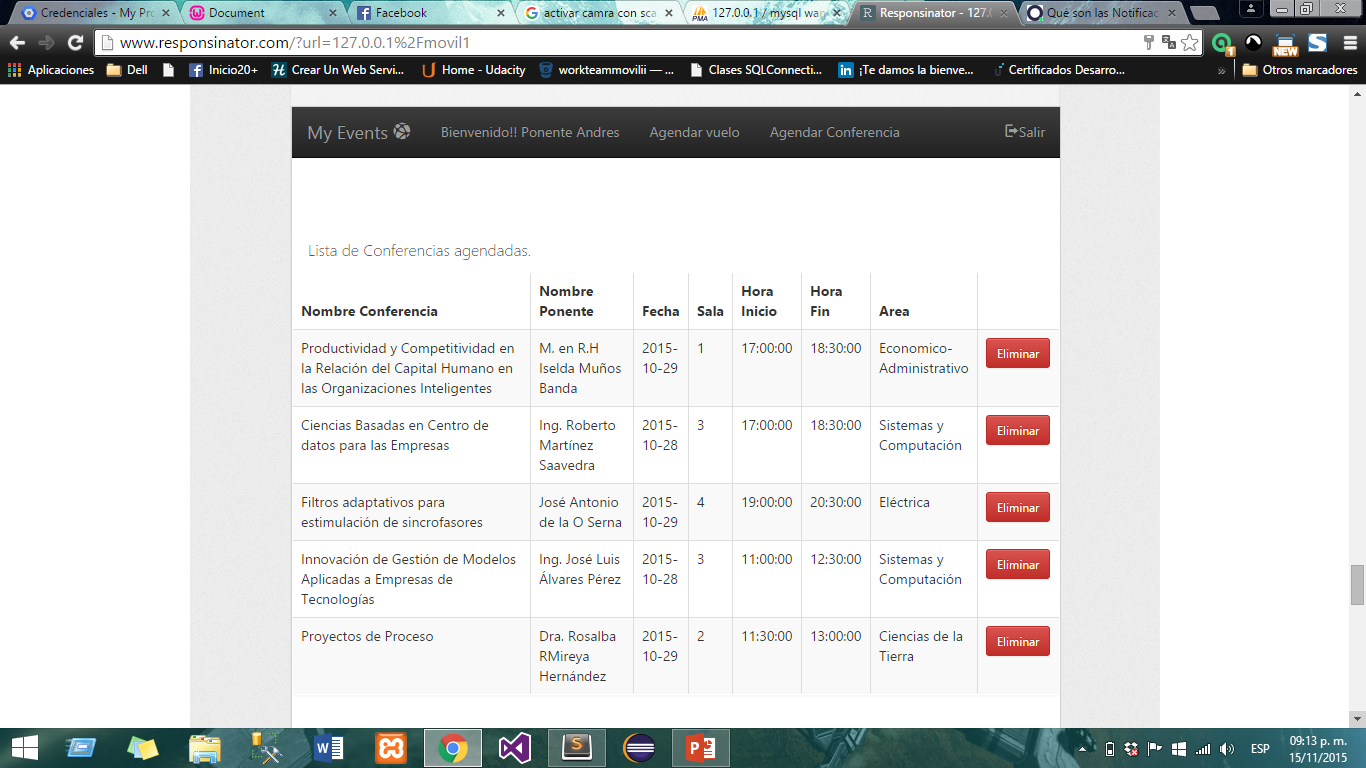 Credenciales - My Pro
Document
Facebook
activar camra con sca
127.0.0.1 / mysql wam
Responsinator - 127.0
Qué son las Notificac
www.responsinator.com/?url=127.0.0.1%2Fmovil1
1
NEW
Aplicaciones
Dell
Inicio20+
Crear Un Web Servi...
Home - Udacity
workteammovilii — ...
Clases SQLConnecti...
¡Te damos la bienve...
Certificados Desarro...
»
Otros marcadores
My Events
Bienvenido!! Ponente Andres
Agendar vuelo
Agendar Conferencia
Salir
Lista de Conferencias agendadas.
Nombre Conferencia
Nombre
Ponente
Fecha
Sala
Hora
Inicio
Hora
Fin
Area
Productividad y Competitividad en
la Relación del Capital Humano en
las Organizaciones Inteligentes
M. en R.H
Iselda Muños
Banda
2015-
10-29
1
17:00:00
18:30:00
Economico-
Administrativo
Eliminar
Ciencias Basadas en Centro de
datos para las Empresas
Ing. Roberto
Martínez
Saavedra
2015-
10-28
3
17:00:00
18:30:00
Sistemas y
Computación
Eliminar
Filtros adaptativos para
estimulación de sincrofasores
José Antonio
de la O Serna
2015-
10-29
4
19:00:00
20:30:00
Eléctrica
Eliminar
Innovación de Gestión de Modelos
Aplicadas a Empresas de
Tecnologías
Ing. José Luis
Álvares Pérez
2015-
10-28
3
11:00:00
12:30:00
Sistemas y
Computación
Eliminar
Proyectos de Proceso
Dra. Rosalba
RMireya
Hernández
2015-
10-29
2
11:30:00
13:00:00
Ciencias de la
Tierra
Eliminar
ESP
09:13 p. m.
15/11/2015